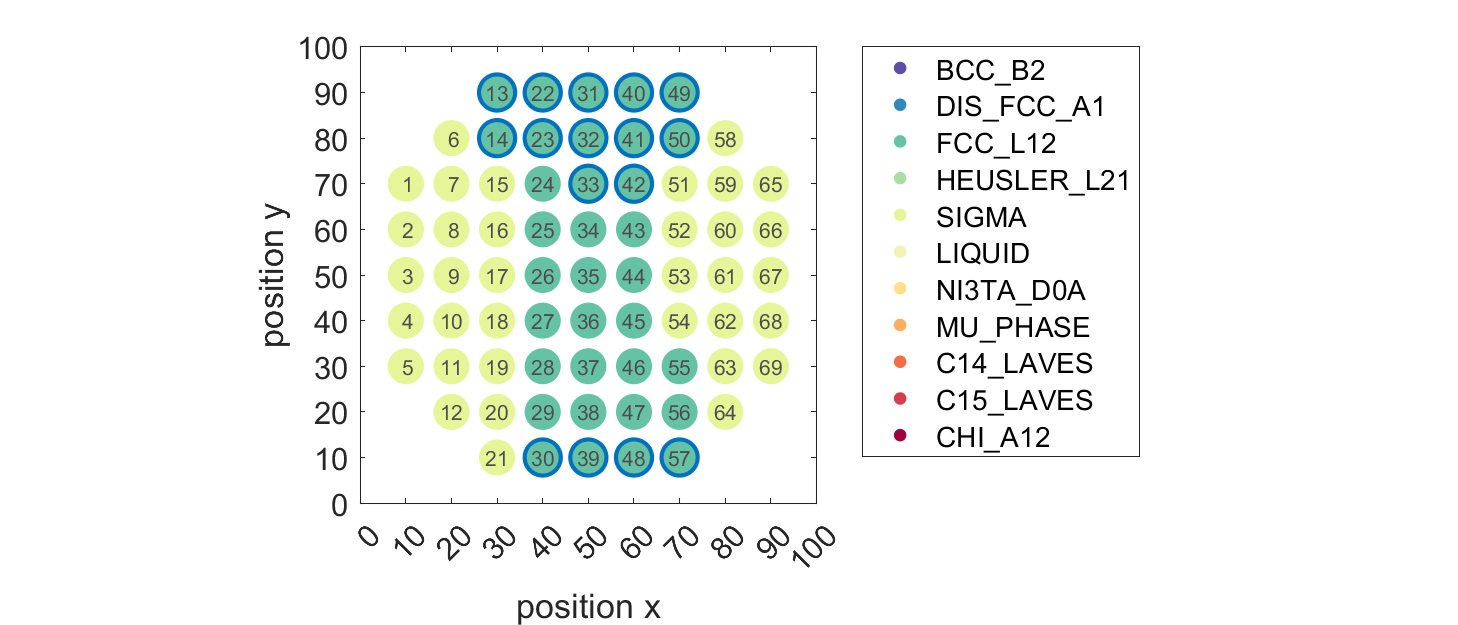 100
90
80
70
60
50
40
30
20
10
0
position y
13 22 31 40 49
6 14 23 32 41 50 58
1 7 15 24 33 42 51 59 65
2 8 16 25 34 43 52 60 66
3 9 17 26 35 44 53 61 67
4 10 18 27 36 45 54 62 68
5 11 19 28 37 46 55 63 69
12 20 29 38 47 56 64
21 30 39 48 57
0 10 20 30 40 50 60 70 80 90 100
position x
BCC_B2
DIS_FCC_A1
FCC_L12
HEUSLER_L21
SIGMA
LIQUID
NI3TA_D0A
MU_PHASE
C14_LAVES
C15_LAVES
CHI_A12